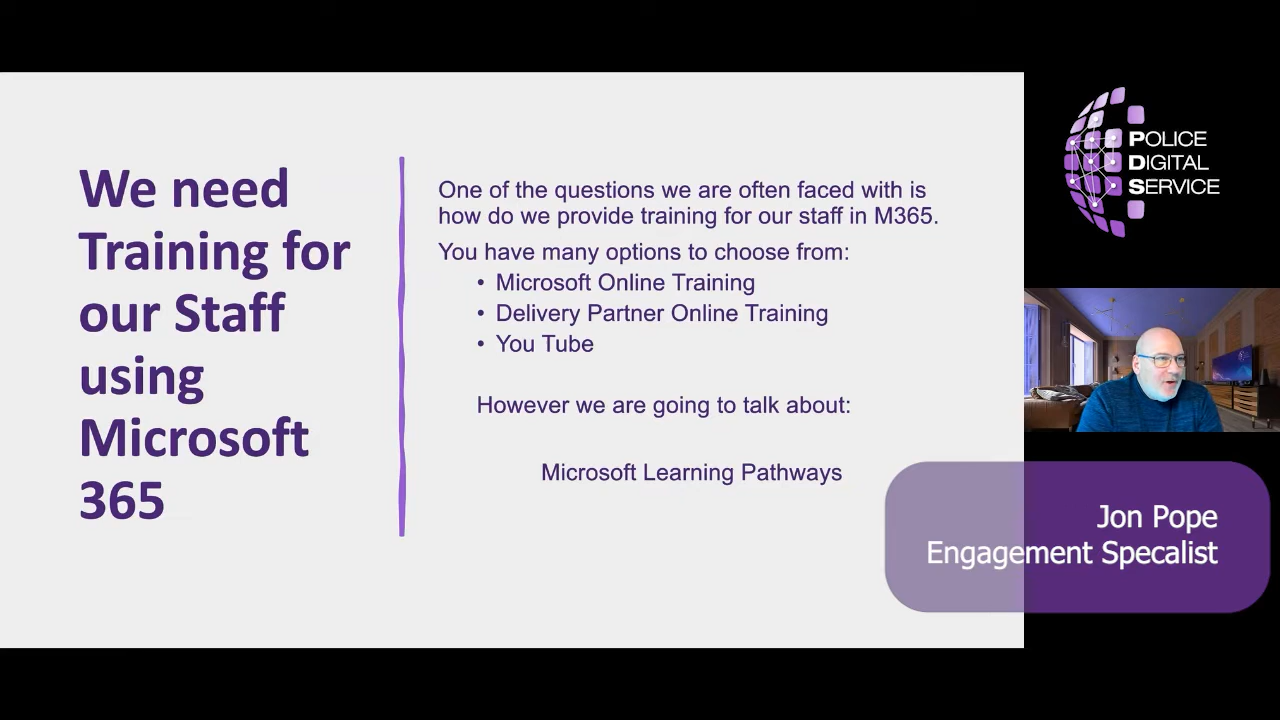 We need
Training for
our Staff
using
Microsoft
365
One of the questions we are often faced with is
how do we provide training for our staff in M365.
You have many options to choose from:
• Microsoft Online Training
• Delivery Partner Online Training
• You Tube
However we are going to talk about:
Microsoft Learning Pathways
POLICE
DIGITAL
SERVICE
Jon Pope
Engagement Specalist